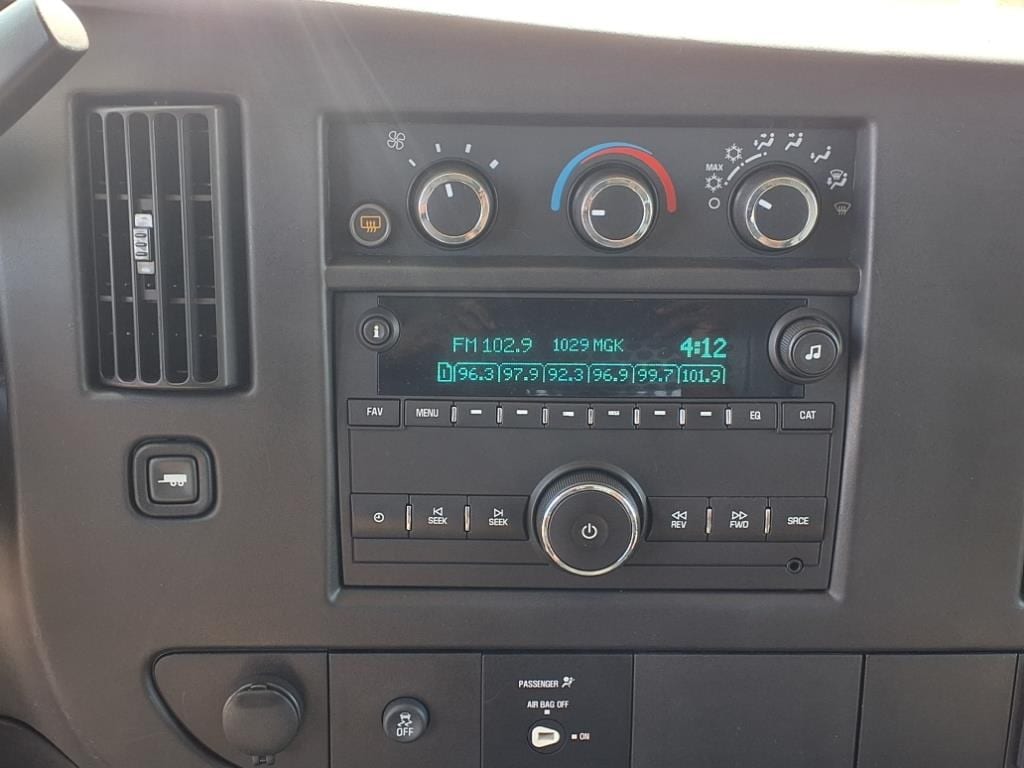 MAX
i
FM 102.9 1029 MGK 4:12
1 96.3 97.9 92.3 96.9 99.7 101.9
FAV MENU EQ CAT
SEEK SEEK REV FWD SRCE
PASSENGER
AIR BAG OFF
ON
OFF